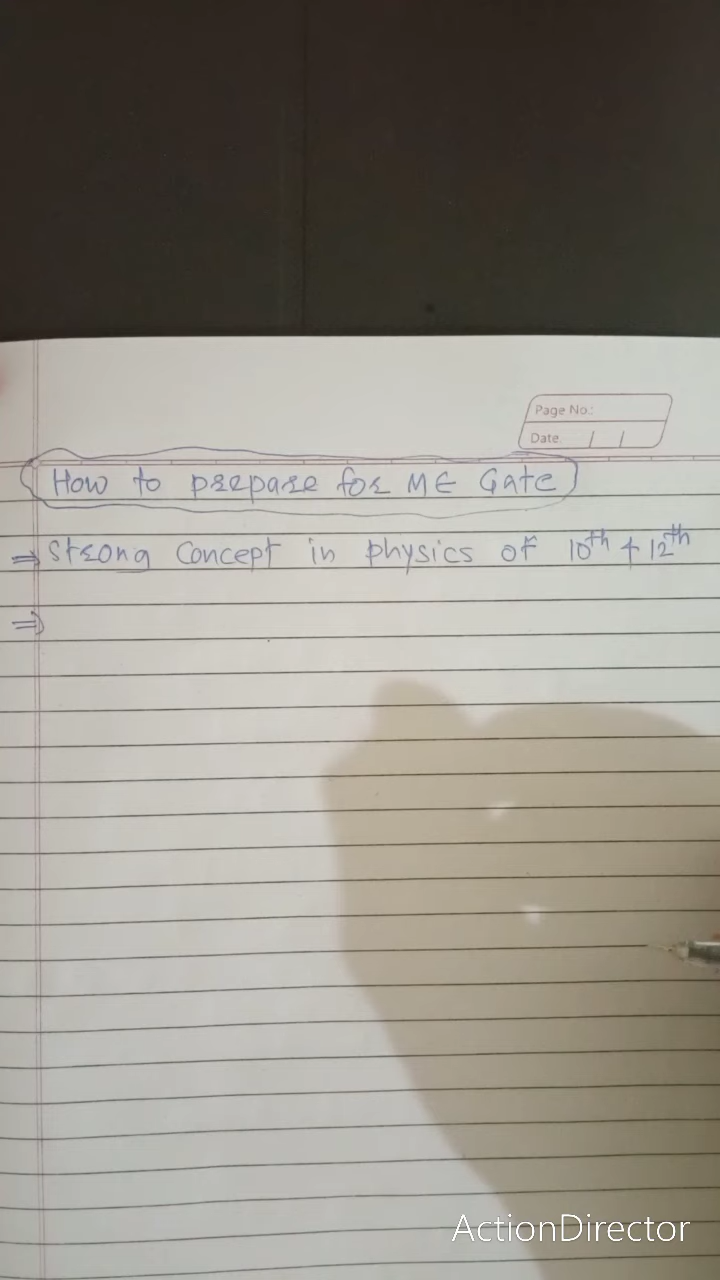 Page No.:
Date / /
How to prepare for ME Gate
⇒ Strong Concept in physics of 10th + 12th
⇒
ActionDirector